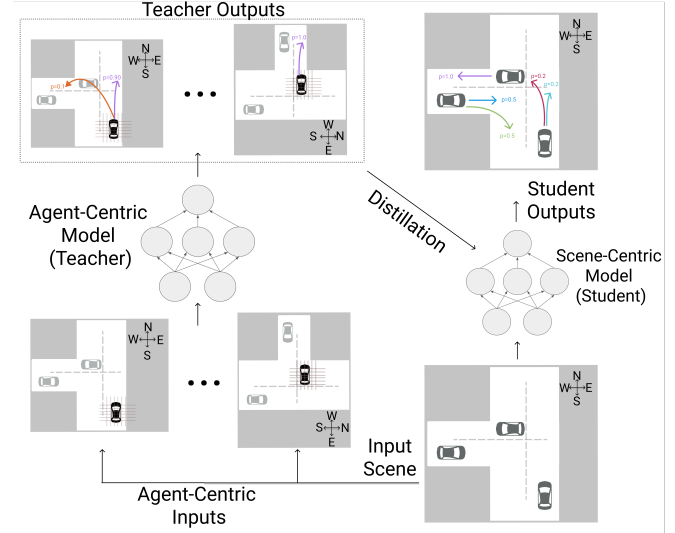 Teacher Outputs
N
W E
S
p=0.1
p=0.90
p=1.0
W
S N
E
N
W E
S
p=1.0
p=0.2
p=0.2
p=0.5
p=0.5
Agent-Centric
Model
(Teacher)
Distillation
Student
Outputs
Scene-Centric
Model
(Student)
N
W E
S
W
S N
E
N
W E
S
Input
Scene
Agent-Centric
Inputs